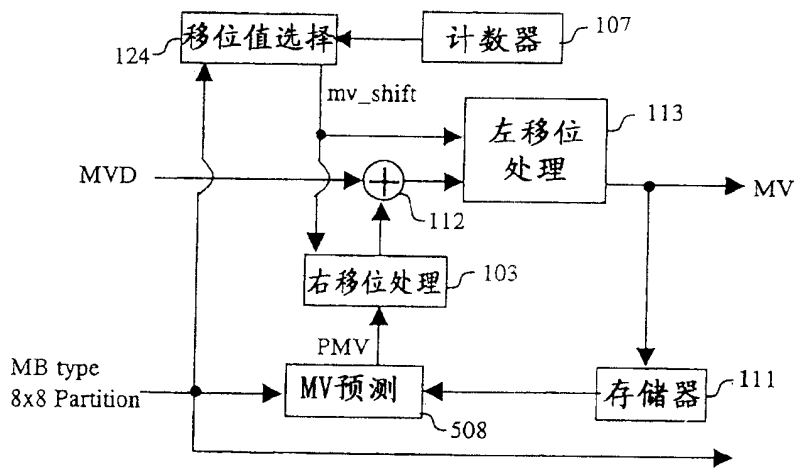 移位值选择
计数器
107
124
mv_shift
左移位
处理
113
MVD
MV
112
右移位处理
103
PMV
MB type
8x8 Partition
MV预测
存储器
111
508